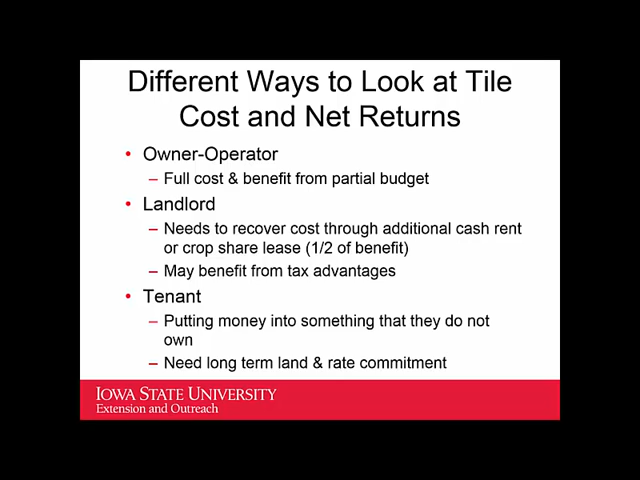 Different Ways to Look at Tile
Cost and Net Returns
• Owner-Operator
– Full cost & benefit from partial budget
• Landlord
– Needs to recover cost through additional cash rent
or crop share lease (1/2 of benefit)
– May benefit from tax advantages
• Tenant
– Putting money into something that they do not
own
– Need long term land & rate commitment
IOWA STATE UNIVERSITY
Extension and Outreach